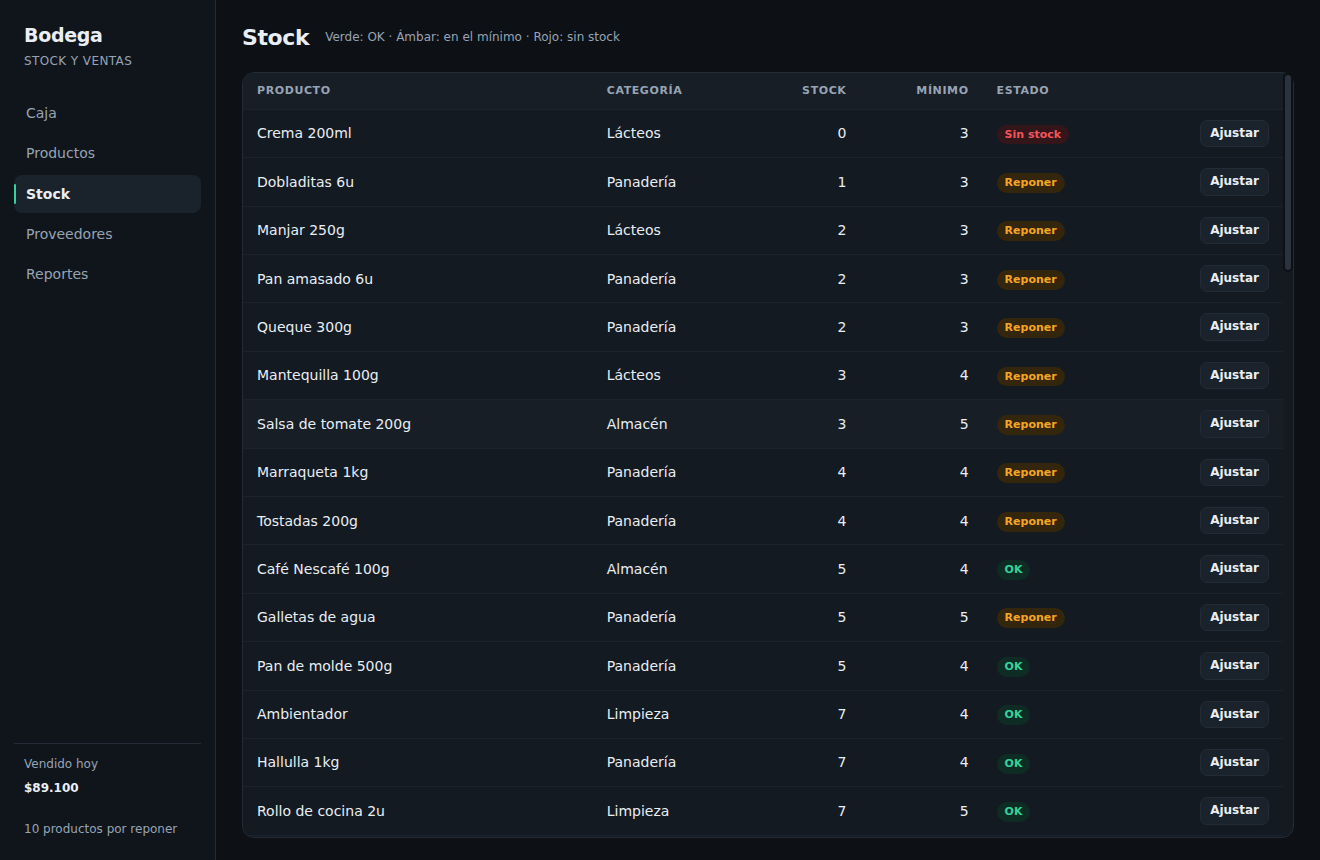 Bodega
STOCK Y VENTAS
Caja
Productos
Stock
Proveedores
Reportes
Vendido hoy
$89.100
10 productos por reponer
Stock Verde: OK · Ámbar: en el mínimo · Rojo: sin stock
PRODUCTO CATEGORÍA STOCK MÍNIMO ESTADO
Crema 200ml Lácteos 0 3 Sin stock Ajustar
Dobladitas 6u Panadería 1 3 Reponer Ajustar
Manjar 250g Lácteos 2 3 Reponer Ajustar
Pan amasado 6u Panadería 2 3 Reponer Ajustar
Queque 300g Panadería 2 3 Reponer Ajustar
Mantequilla 100g Lácteos 3 4 Reponer Ajustar
Salsa de tomate 200g Almacén 3 5 Reponer Ajustar
Marraqueta 1kg Panadería 4 4 Reponer Ajustar
Tostadas 200g Panadería 4 4 Reponer Ajustar
Café Nescafé 100g Almacén 5 4 OK Ajustar
Galletas de agua Panadería 5 5 Reponer Ajustar
Pan de molde 500g Panadería 5 4 OK Ajustar
Ambientador Limpieza 7 4 OK Ajustar
Hallulla 1kg Panadería 7 4 OK Ajustar
Rollo de cocina 2u Limpieza 7 5 OK Ajustar